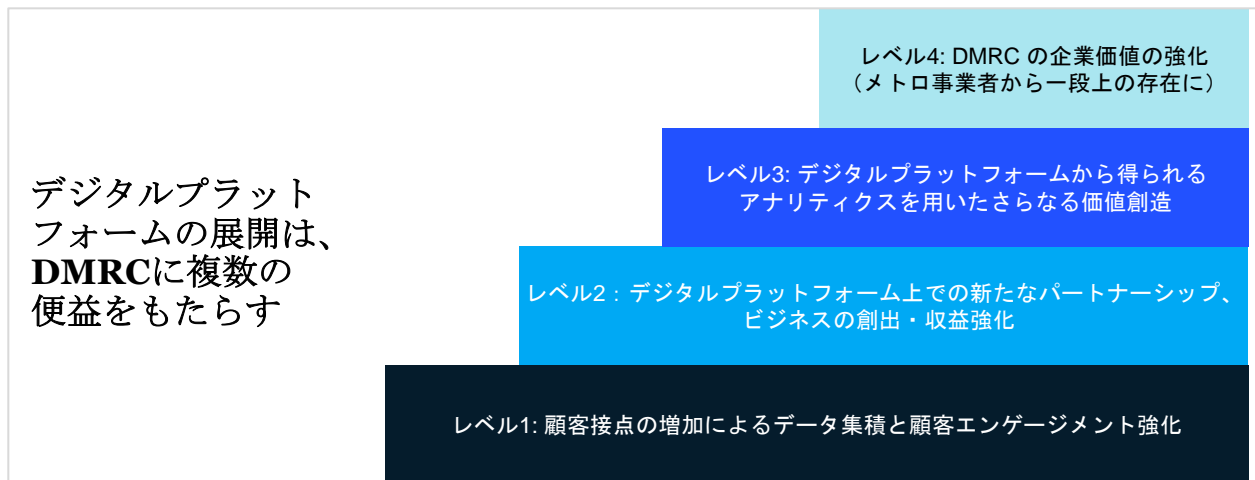 デジタルプラット
フォームの展開は、
DMRCに複数の
便益をもたらす
レベル4: DMRC の企業価値の強化
（メトロ事業者から一段上の存在に）
レベル3: デジタルプラットフォームから得られる
アナリティクスを用いたさらなる価値創造
レベル2：デジタルプラットフォーム上での新たなパートナーシップ、
ビジネスの創出・収益強化
レベル1: 顧客接点の増加によるデータ集積と顧客エンゲージメント強化